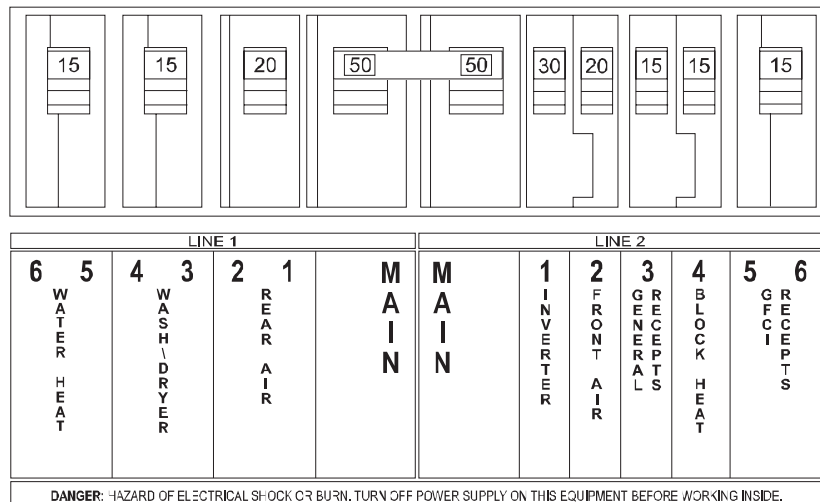 15 15 20 50 50 30 20 15 15 15
LINE 1 LINE 2
6 5 4 3 2 1 MAIN MAIN 1 2 3 4 5 6
WATER HEAT
WASH\DRYER
REAR AIR
INVERTER
FRONT AIR
GENERAL
RECEPTS
BLOCK HEAT
GFCI
RECEPTS
DANGER: HAZARD OF ELECTRICAL SHOCK OR BURN. TURN OFF POWER SUPPLY ON THIS EQUIPMENT BEFORE WORKING INSIDE.